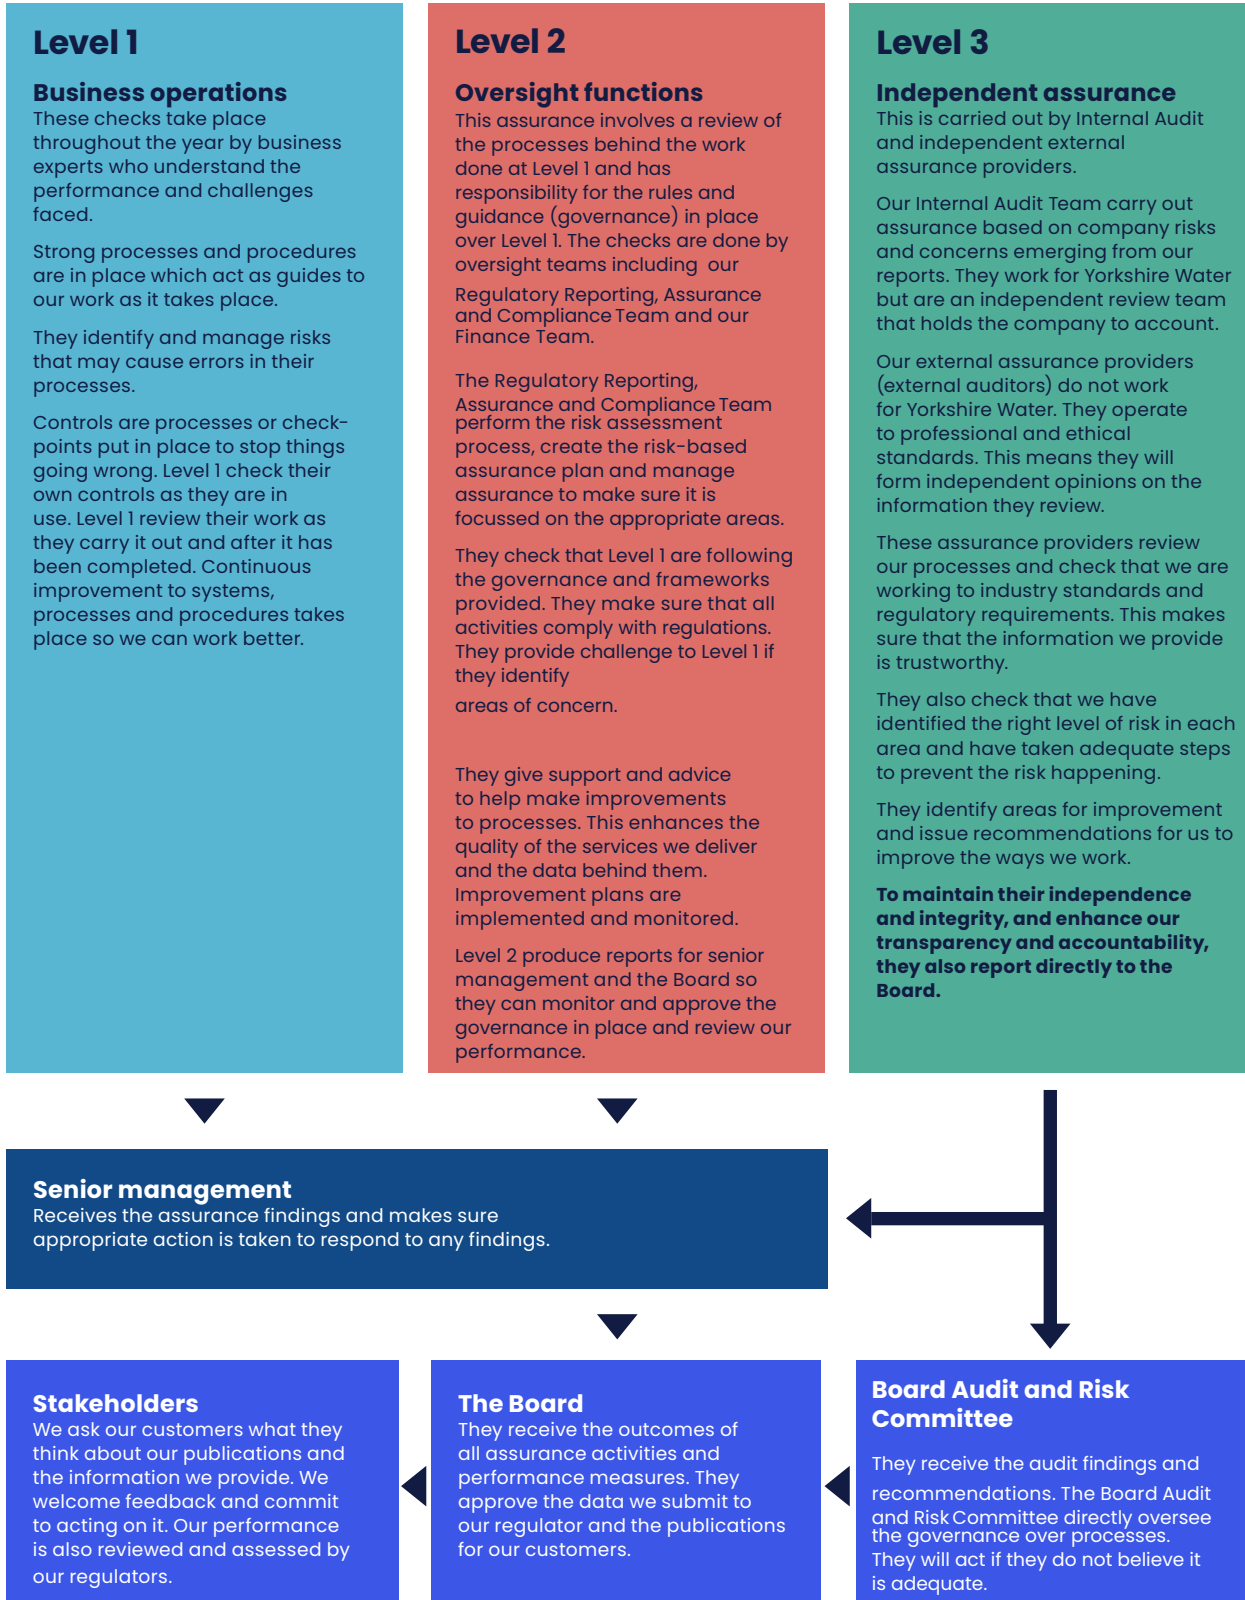 Level 1
Business operations
These checks take place
throughout the year by business
experts who understand the
performance and challenges
faced.
Strong processes and procedures
are in place which act as guides to
our work as it takes place.
They identify and manage risks
that may cause errors in their
processes.
Controls are processes or check-
points put in place to stop things
going wrong. Level 1 check their
own controls as they are in
use. Level 1 review their work as
they carry it out and after it has
been completed. Continuous
improvement to systems,
processes and procedures takes
place so we can work better.
Level 2
Oversight functions
This assurance involves a review of
the processes behind the work
done at Level 1 and has
responsibility for the rules and
guidance (governance) in place
over Level 1. The checks are done by
oversight teams including our
Regulatory Reporting, Assurance
and Compliance Team and our
Finance Team.
The Regulatory Reporting,
Assurance and Compliance Team
perform the risk assessment
process, create the risk-based
assurance plan and manage
assurance to make sure it is
focussed on the appropriate areas.
They check that Level 1 are following
the governance and frameworks
provided. They make sure that all
activities comply with regulations.
They provide challenge to Level 1 if
they identify
areas of concern.
They give support and advice
to help make improvements
to processes. This enhances the
quality of the services we deliver
and the data behind them.
Improvement plans are
implemented and monitored.
Level 2 produce reports for senior
management and the Board so
they can monitor and approve the
governance in place and review our
performance.
Level 3
Independent assurance
This is carried out by Internal Audit
and independent external
assurance providers.
Our Internal Audit Team carry out
assurance based on company risks
and concerns emerging from our
reports. They work for Yorkshire Water
but are an independent review team
that holds the company to account.
Our external assurance providers
(external auditors) do not work
for Yorkshire Water. They operate
to professional and ethical
standards. This means they will
form independent opinions on the
information they review.
These assurance providers review
our processes and check that we are
working to industry standards and
regulatory requirements. This makes
sure that the information we provide
is trustworthy.
They also check that we have
identified the right level of risk in each
area and have taken adequate steps
to prevent the risk happening.
They identify areas for improvement
and issue recommendations for us to
improve the ways we work.
To maintain their independence
and integrity, and enhance our
transparency and accountability,
they also report directly to the
Board.
Senior management
Receives the assurance findings and makes sure
appropriate action is taken to respond to any findings.
Stakeholders
We ask our customers what they
think about our publications and
the information we provide. We
welcome feedback and commit
to acting on it. Our performance
is also reviewed and assessed by
our regulators.
The Board
They receive the outcomes of
all assurance activities and
performance measures. They
approve the data we submit to
our regulator and the publications
for our customers.
Board Audit and Risk
Committee
They receive the audit findings and
recommendations. The Board Audit
and Risk Committee directly oversee
the governance over processes.
They will act if they do not believe it
is adequate.